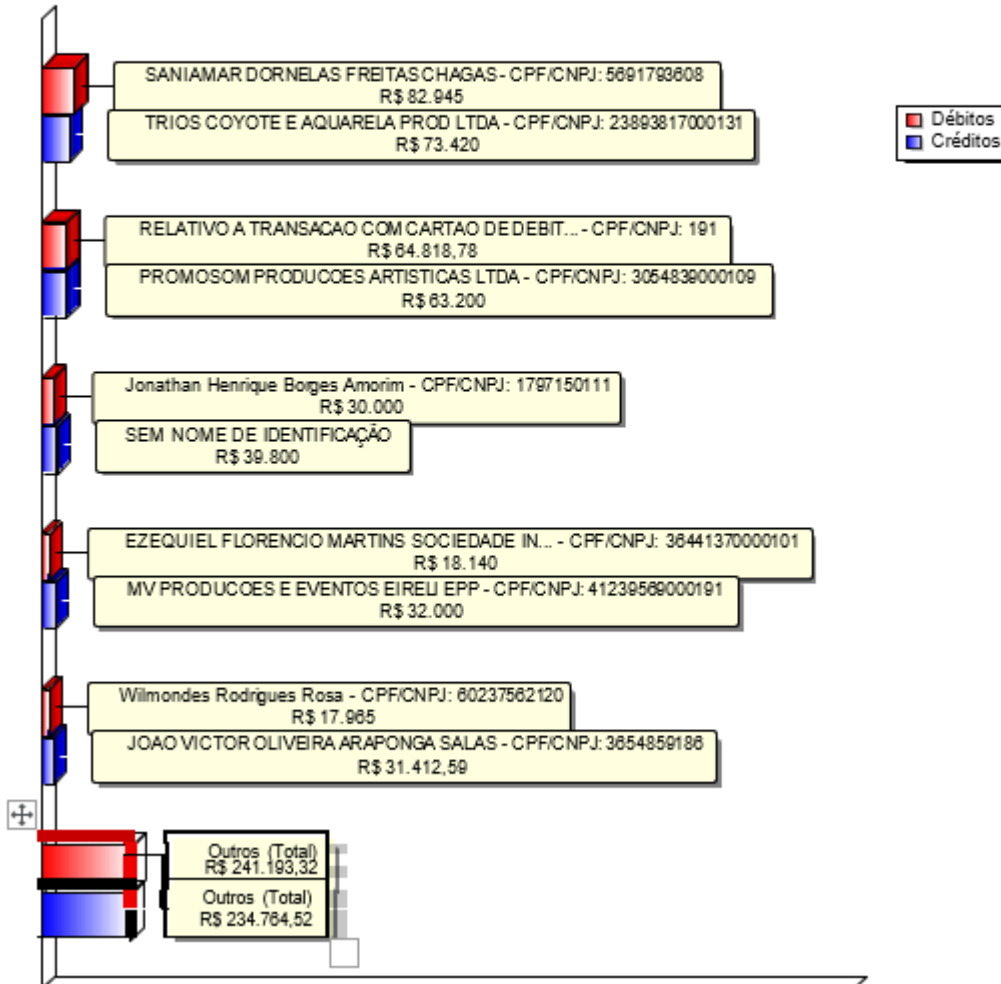 SANIAMAR DORNELAS FREITAS CHAGAS - CPF/CNPJ: 5691793608
R$ 82.945
TRIOS COYOTE E AQUARELA PROD LTDA - CPF/CNPJ: 23893817000131
R$ 73.420
Débitos
Créditos
RELATIVO A TRANSACAO COM CARTAO DE DEBIT... - CPF/CNPJ: 191
R$ 64.818,78
PROMOSOM PRODUCOES ARTISTICAS LTDA - CPF/CNPJ: 3054839000109
R$ 63.200
Jonathan Henrique Borges Amorim - CPF/CNPJ: 1797150111
R$ 30.000
SEM NOME DE IDENTIFICAÇÃO
R$ 39.800
EZEQUIEL FLORENCIO MARTINS SOCIEDADE IN... - CPF/CNPJ: 36441370000101
R$ 18.140
MV PRODUCOES E EVENTOS EIRELI EPP - CPF/CNPJ: 41239569000191
R$ 32.000
Wilmondes Rodrigues Rosa - CPF/CNPJ: 60237562120
R$ 17.965
JOAO VICTOR OLIVEIRA ARAPONGA SALAS - CPF/CNPJ: 3654859186
R$ 31.412,59
Outros (Total)
R$ 241.193,32
Outros (Total)
R$ 234.764,52